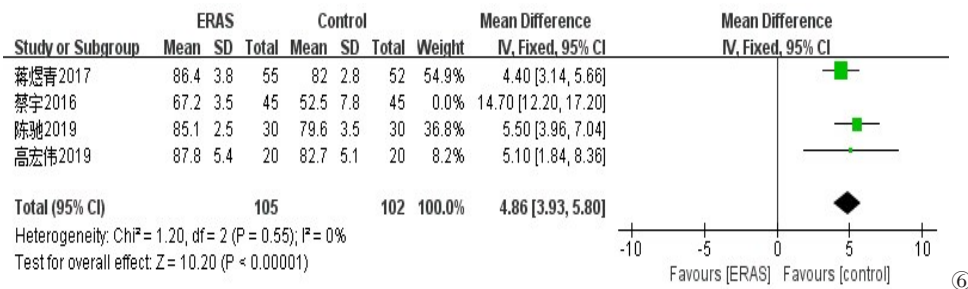 ERAS Control Mean Difference Mean Difference
Study or Subgroup Mean SD Total Mean SD Total Weight IV, Fixed, 95% CI IV, Fixed, 95% CI
蒋煜青2017 86.4 3.8 55 82 2.8 52 54.9% 4.40 [3.14, 5.66]
蔡宇2016 67.2 3.5 45 52.5 7.8 45 0.0% 14.70 [12.20, 17.20]
陈驰2019 85.1 2.5 30 79.6 3.5 30 36.8% 5.50 [3.96, 7.04]
高宏伟2019 87.8 5.4 20 82.7 5.1 20 8.2% 5.10 [1.84, 8.36]
Total (95% CI) 105 102 100.0% 4.86 [3.93, 5.80]
Heterogeneity: Chi² = 1.20, df = 2 (P = 0.55); I² = 0%
Test for overall effect: Z = 10.20 (P < 0.00001)
-10 -5 0 5 10
Favours [ERAS] Favours [control]
⑥